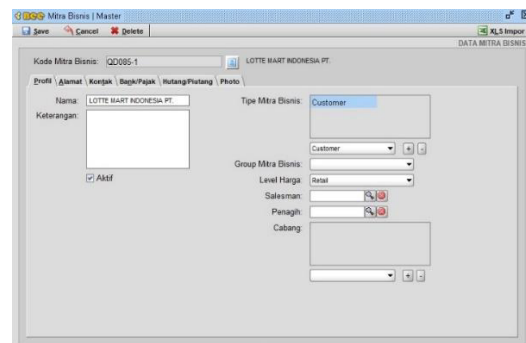 Bee Mitra Bisnis | Master
Save Cancel Delete XLS Impor
DATA MITRA BISNIS
Kode Mitra Bisnis: QD085-1 LOTTE MART INDONESIA PT.
Profil Alamat Kontak Bank/Pajak Hutang/Piutang Photo
Nama: LOTTE MART INDONESIA PT. Tipe Mitra Bisnis: Customer
Keterangan:
Customer + -
Group Mitra Bisnis:
Aktif Level Harga: Retail
Salesman:
Penagih:
Cabang:
+ -